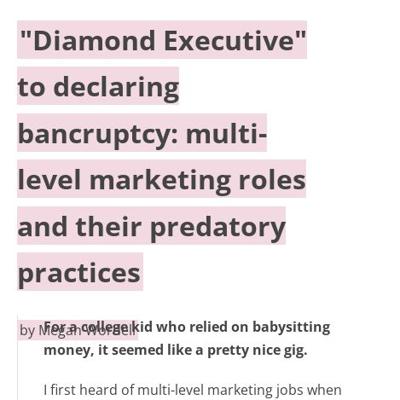 "Diamond Executive"
to declaring
bancruptcy: multi-
level marketing roles
and their predatory
practices
by Megan
For a college kid who relied on babysitting
money, it seemed like a pretty nice gig.
I first heard of multi-level marketing jobs when